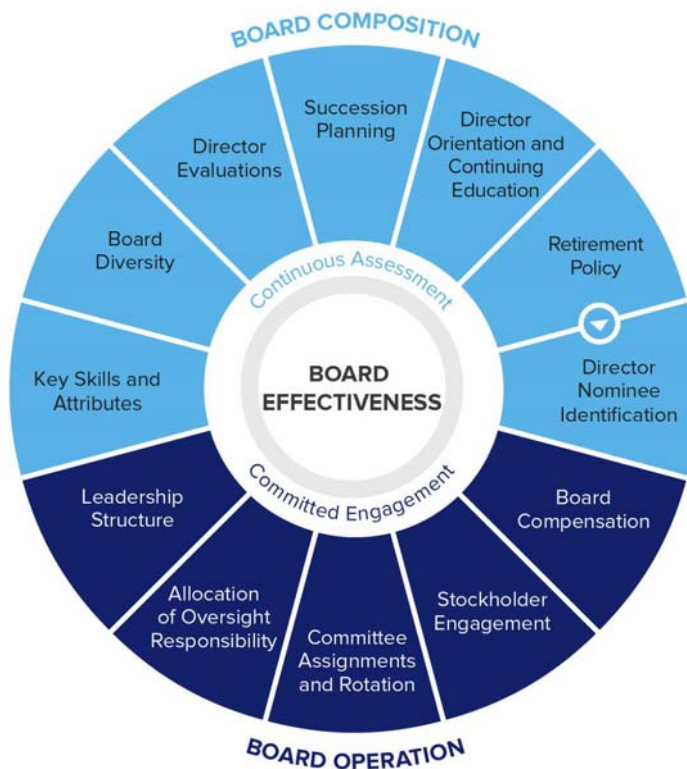 BOARD COMPOSITION
Succession
Planning
Director
Orientation and
Continuing
Education
Director
Evaluations
Retirement
Policy
Board
Diversity
Continuous Assessment
Key Skills and
Attributes
BOARD
EFFECTIVENESS
Director
Nominee
Identification
Committed Engagement
Leadership
Structure
Board
Compensation
Allocation
of Oversight
Responsibility
Stockholder
Engagement
Committee
Assignments
and Rotation
BOARD OPERATION